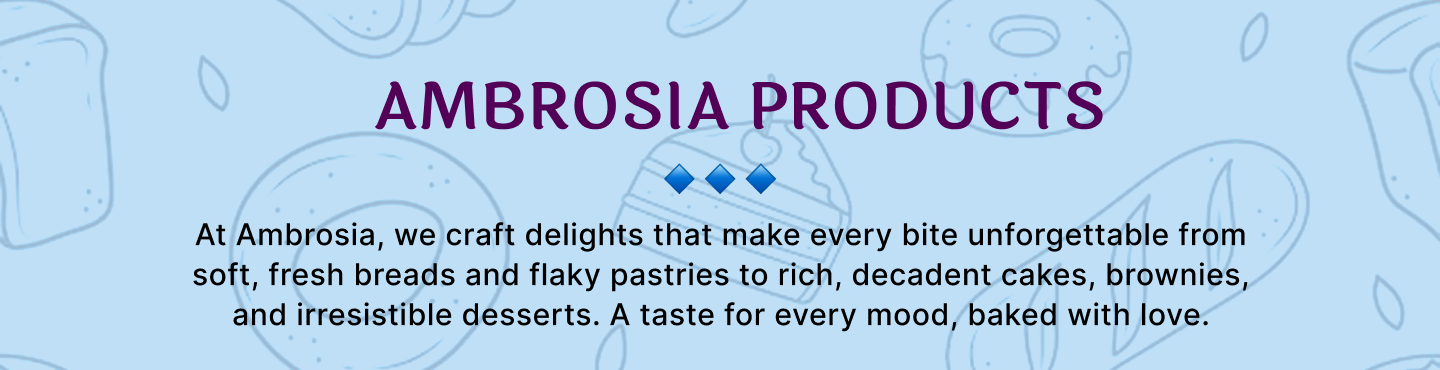 AMBROSIA PRODUCTS
At Ambrosia, we craft delights that make every bite unforgettable from
soft, fresh breads and flaky pastries to rich, decadent cakes, brownies,
and irresistible desserts. A taste for every mood, baked with love.